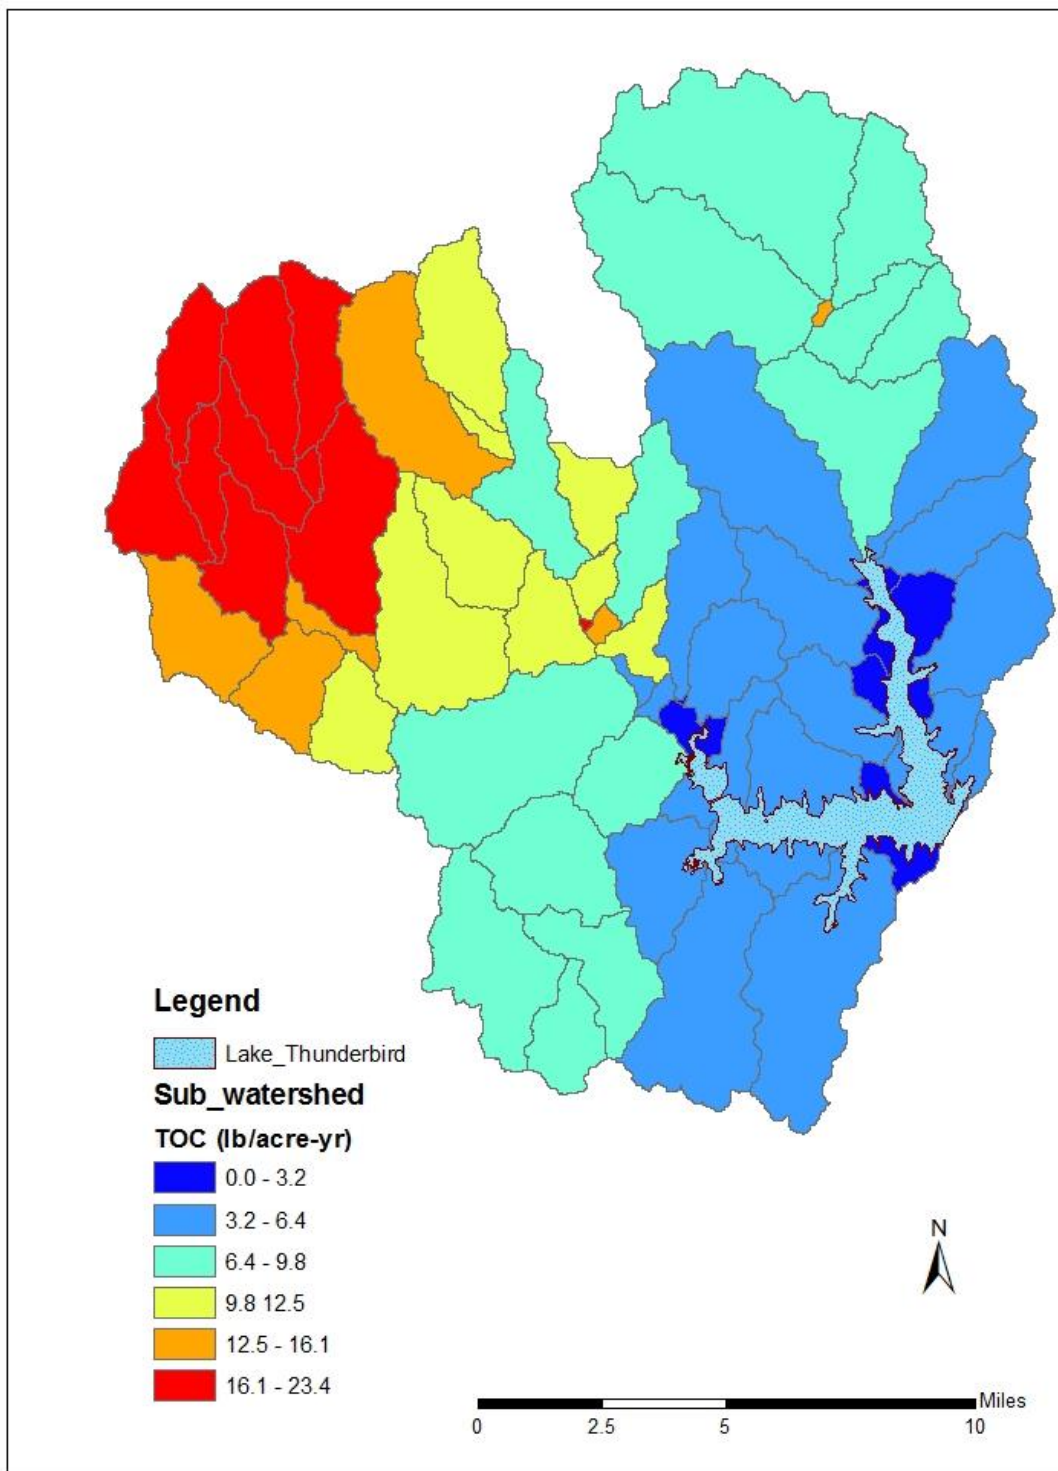 Legend
Lake_Thunderbird
Sub_watershed
TOC (lb/acre-yr)
0.0 - 3.2
3.2 - 6.4
6.4 - 9.8
9.8 12.5
12.5 - 16.1
16.1 - 23.4
N
Miles
0 2.5 5 10